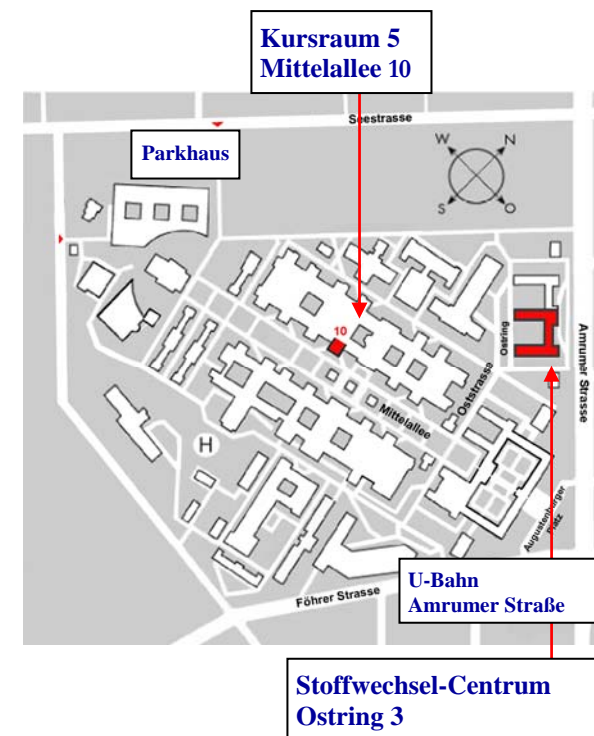 Kursraum 5
Mittelallee 10
Seestrasse
Parkhaus
W N
S O
10
Ostring
Amrumer Strasse
Oststrasse
Mittelallee
H
Augustenburger
Platz
Föhrer Strasse
U-Bahn
Amrumer Straße
Stoffwechsel-Centrum
Ostring 3